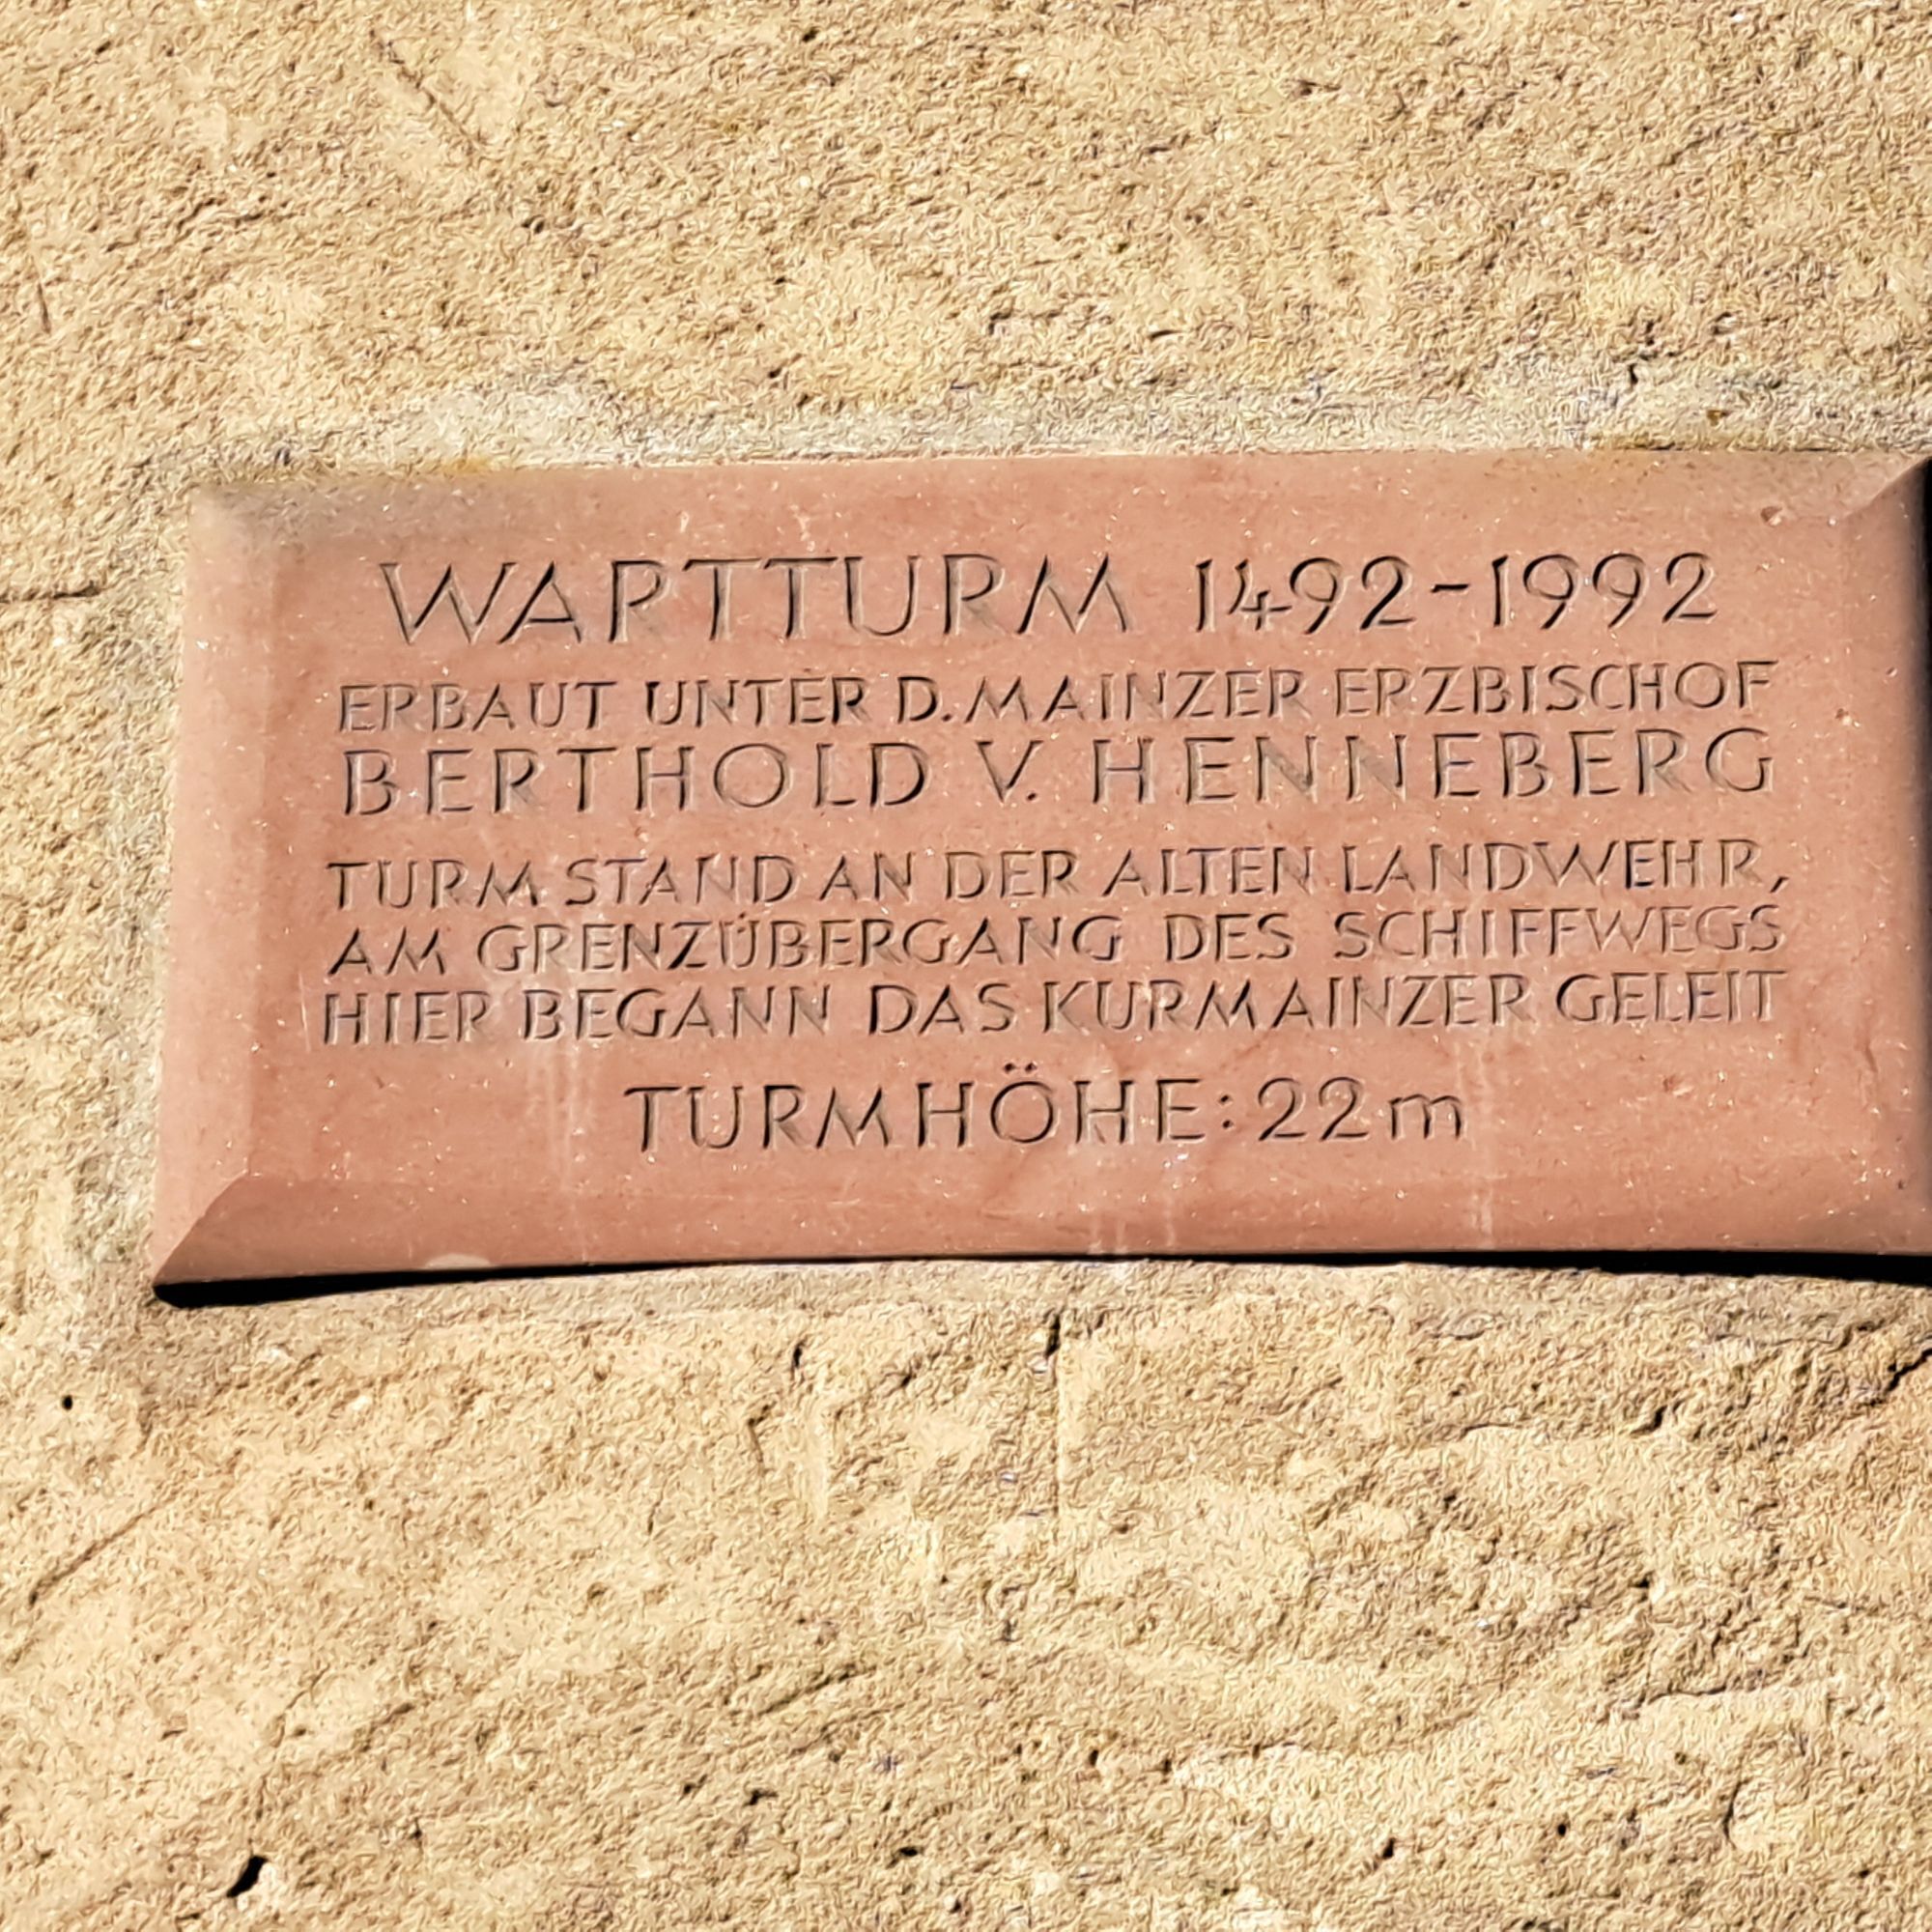 WARTTURM 1492-1992
ERBAUT UNTER D. MAINZER ERZBISCHOF
BERTHOLD V. HENNEBERG
TURM STAND AN DER ALTEN LANDWEHR,
AM GRENZÜBERGANG DES SCHIFFWEGS
HIER BEGANN DAS KURMAINZER GELEIT
TURMHÖHE: 22 m